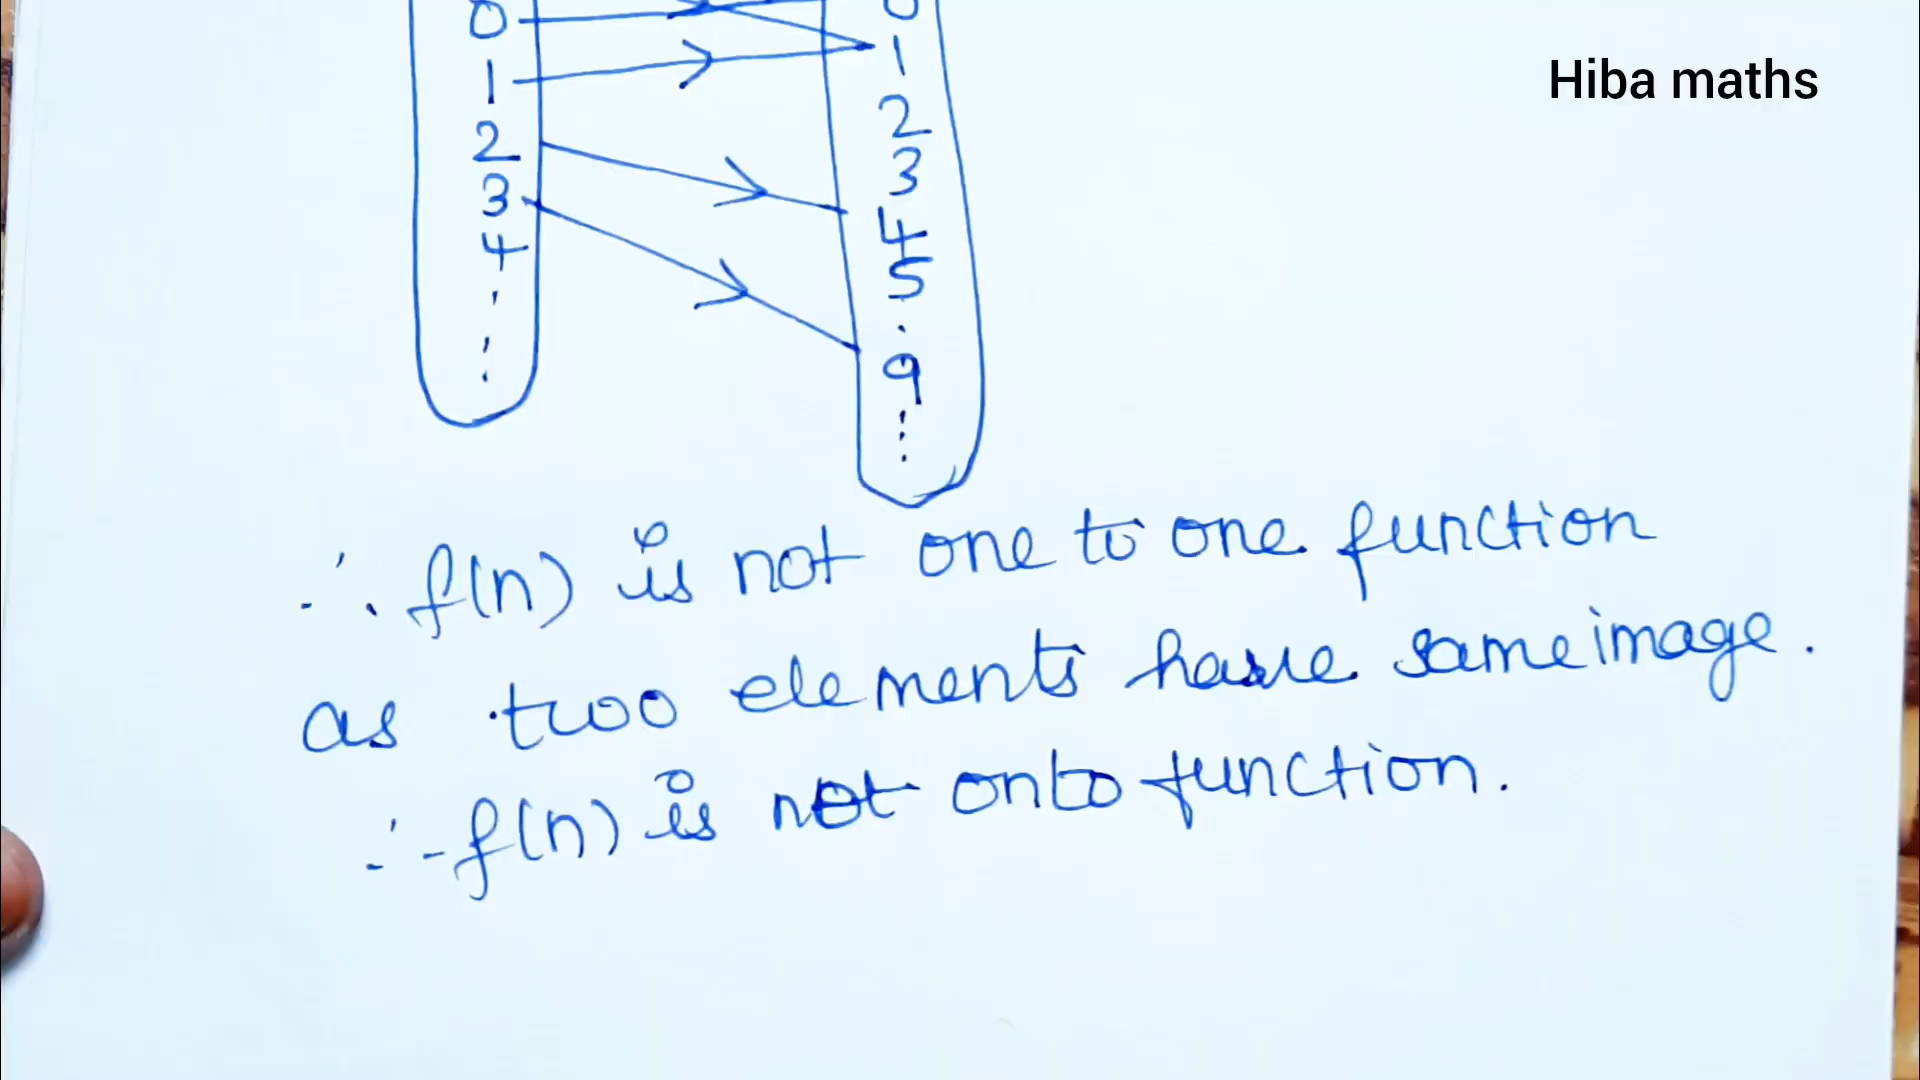 0 0
1 1
2 2
3 3
4 4
5
9
Hiba maths
∴ f(n) is not one to one function
as two elements have same image.
∴ f(n) is not onto function.